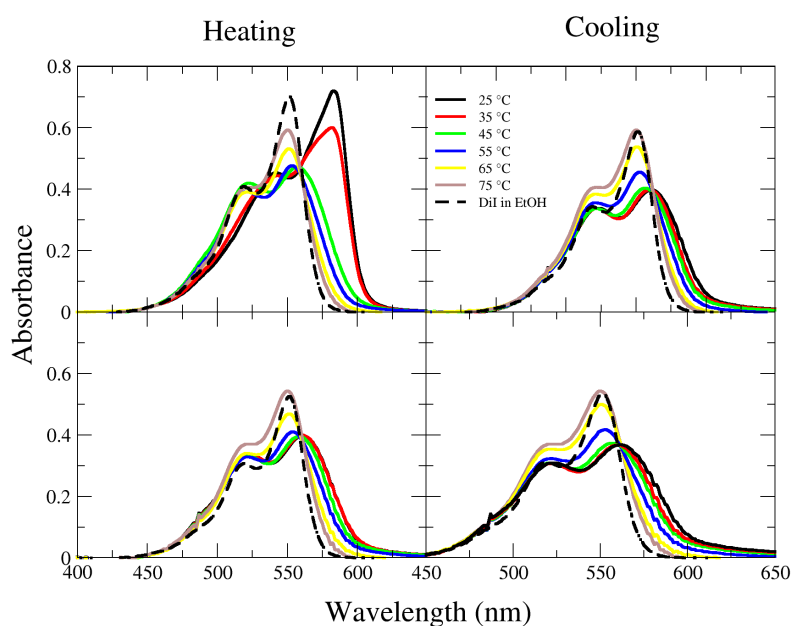 Heating
Cooling
0.8
0.6
0.4
0.2
0
25 °C
35 °C
45 °C
55 °C
65 °C
75 °C
DiI in EtOH
Absorbance
0.6
0.4
0.2
0
400 450 500 550 600 450 500 550 600 650
Wavelength (nm)